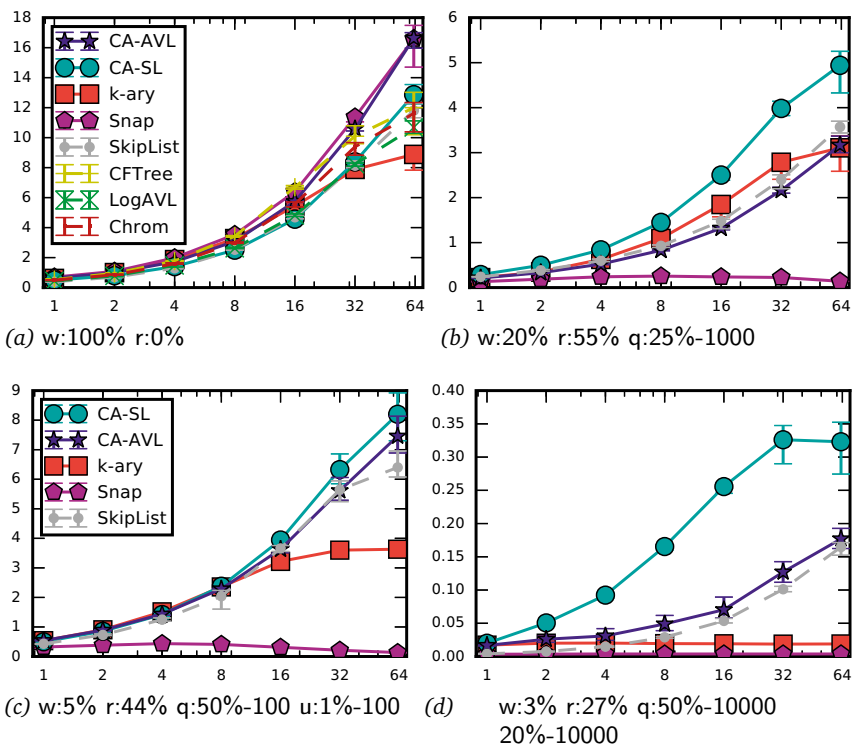 18
16
14
12
10
8
6
4
2
0
CA-AVL
CA-SL
k-ary
Snap
SkipList
CFTree
LogAVL
Chrom
1 2 4 8 16 32 64
(a) w:100% r:0%
6
5
4
3
2
1
0
1 2 4 8 16 32 64
(b) w:20% r:55% q:25%-1000
9
8
7
6
5
4
3
2
1
0
CA-SL
CA-AVL
k-ary
Snap
SkipList
1 2 4 8 16 32 64
(c) w:5% r:44% q:50%-100 u:1%-100
0.40
0.35
0.30
0.25
0.20
0.15
0.10
0.05
0.00
1 2 4 8 16 32 64
(d) w:3% r:27% q:50%-10000
20%-10000